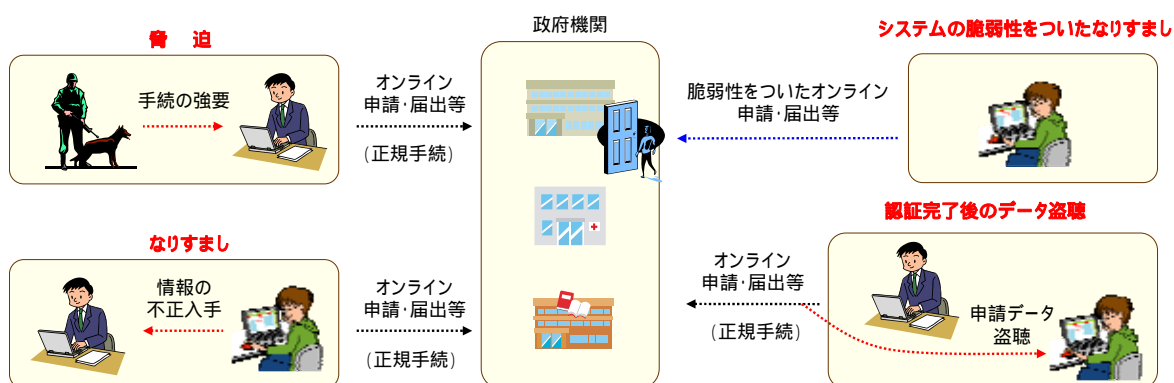 脅 迫
手続の強要
オンライン
申請・届出等
(正規手続)
なりすまし
情報の
不正入手
オンライン
申請・届出等
(正規手続)
政府機関
システムの脆弱性をついたなりすまし
脆弱性をついたオンライン
申請・届出等
認証完了後のデータ盗聴
オンライン
申請・届出等
(正規手続)
申請データ
盗聴